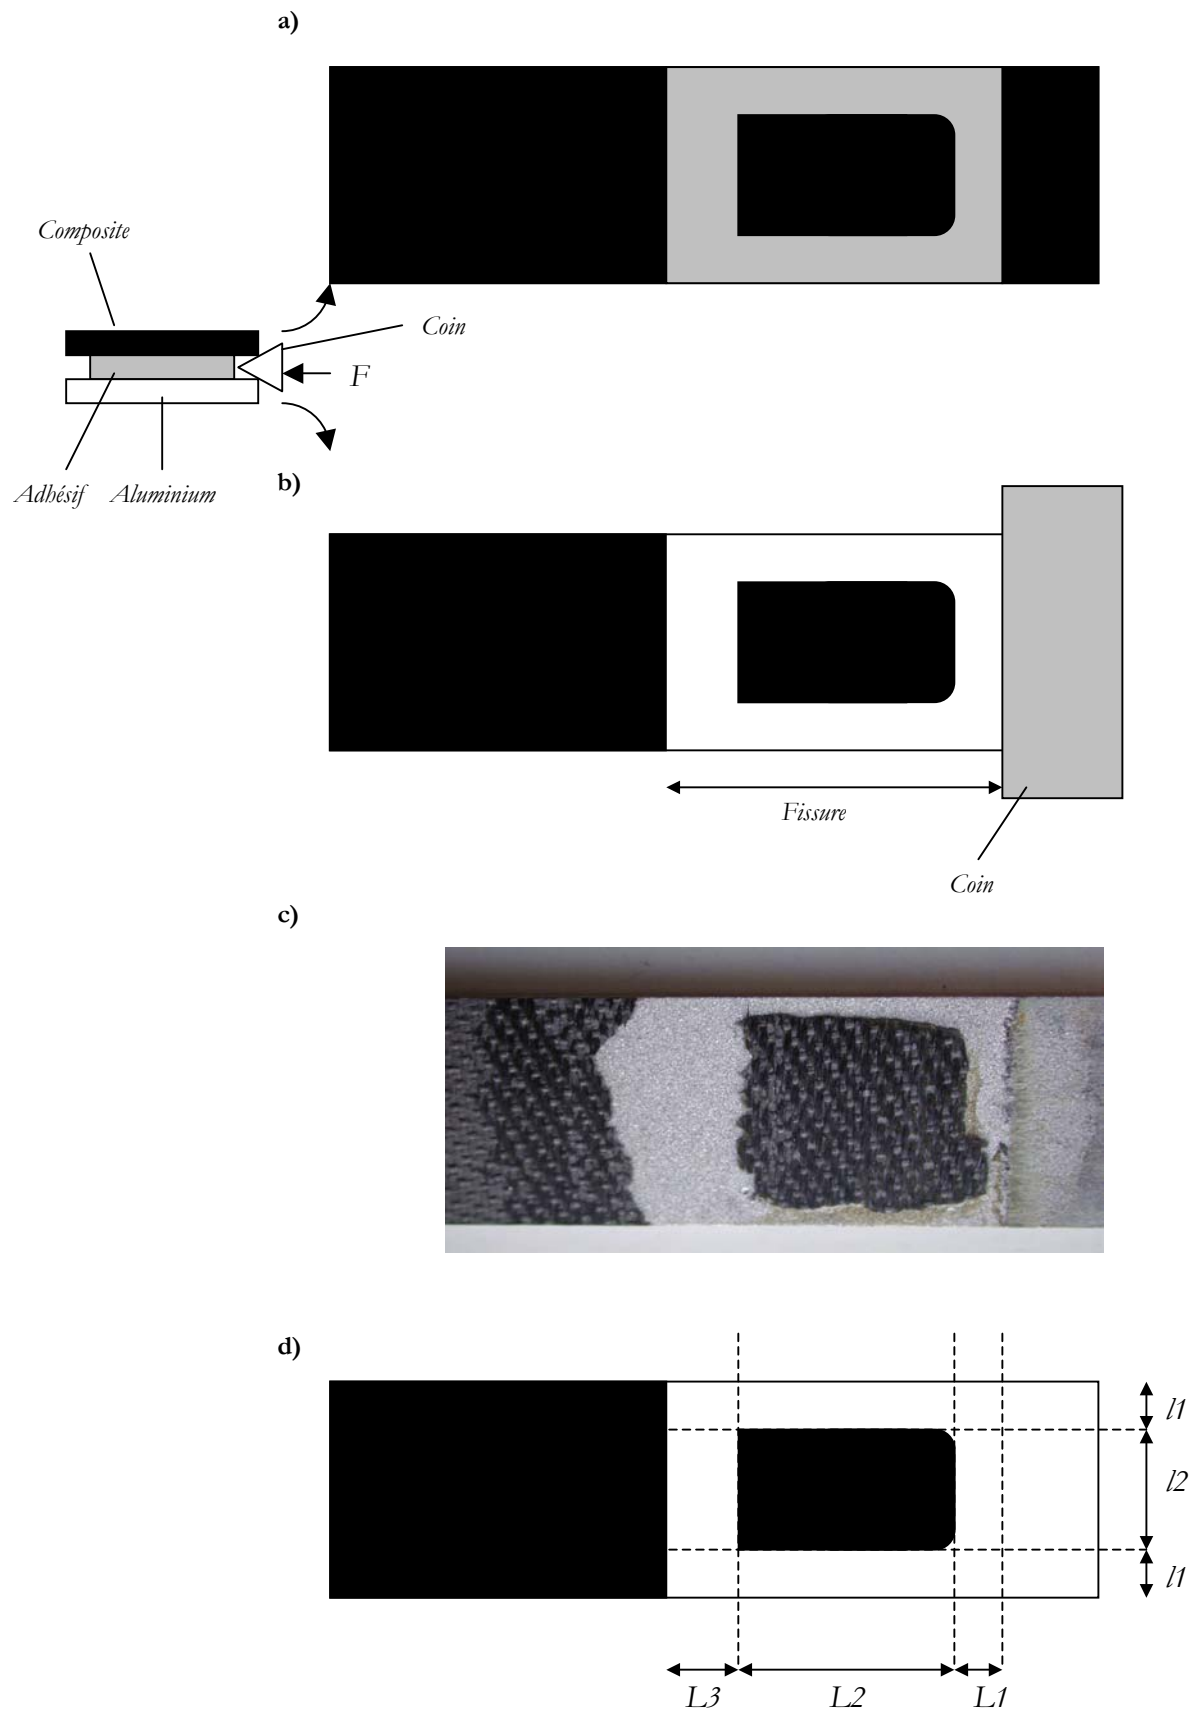 a)
Composite
Coin
F
Adhésif Aluminium
b)
Fissure
Coin
c)
d)
l1
l2
l1
L3 L2 L1